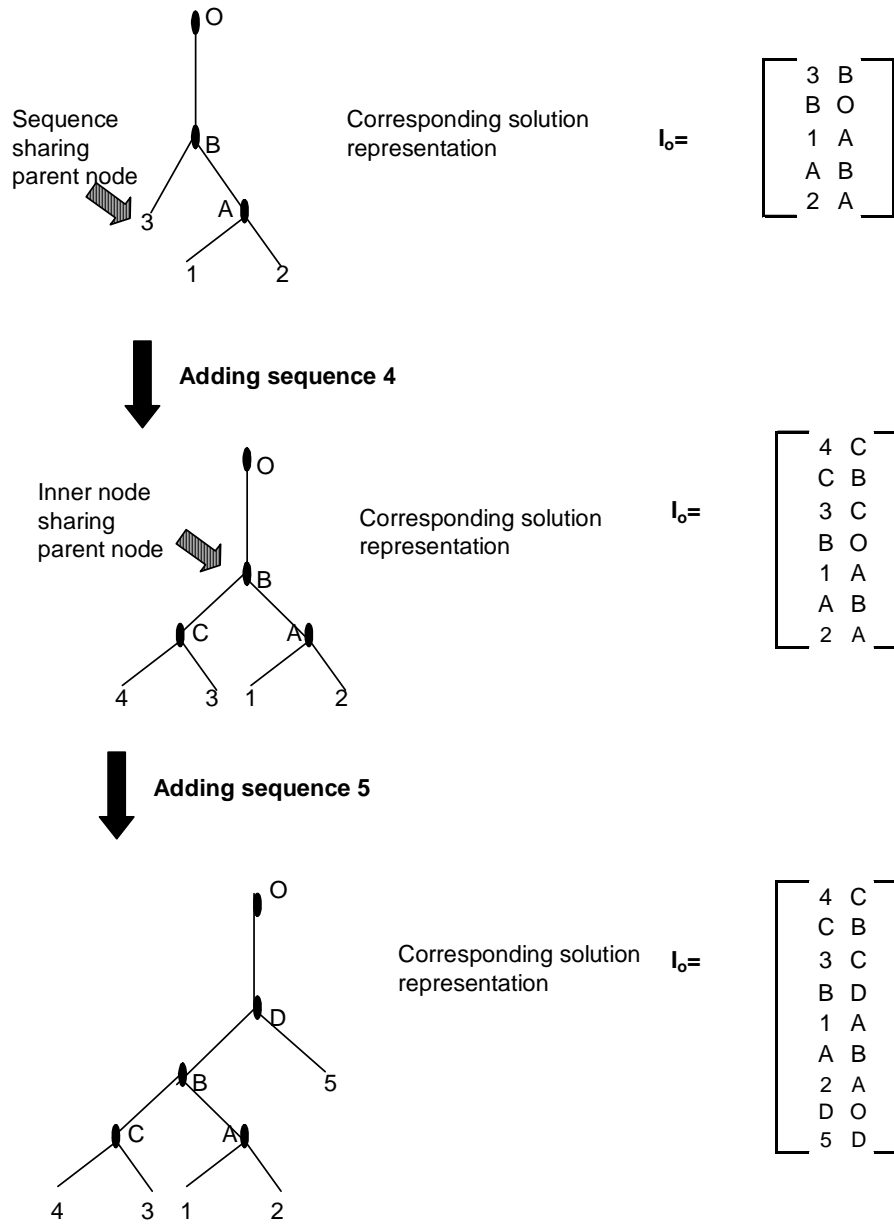 O
Sequence
sharing
parent node
B
3
A
1 2
Corresponding solution
representation
Io=
3 B
B O
1 A
A B
2 A
Adding sequence 4
O
Inner node
sharing
parent node
B
C A
4 3 1 2
Corresponding solution
representation
Io=
4 C
C B
3 C
B O
1 A
A B
2 A
Adding sequence 5
O
D
B 5
C A
4 3 1 2
Corresponding solution
representation
Io=
4 C
C B
3 C
B D
1 A
A B
2 A
D O
5 D